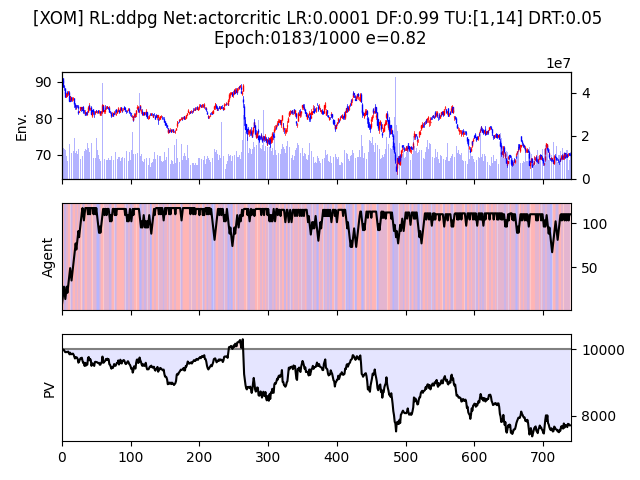 [XOM] RL:ddpg Net:actorcritic LR:0.0001 DF:0.99 TU:[1,14] DRT:0.05
Epoch:0183/1000 e=0.82
1e7
Env.
90
80
70
4
2
0
Agent
100
50
PV
10000
8000
0 100 200 300 400 500 600 700